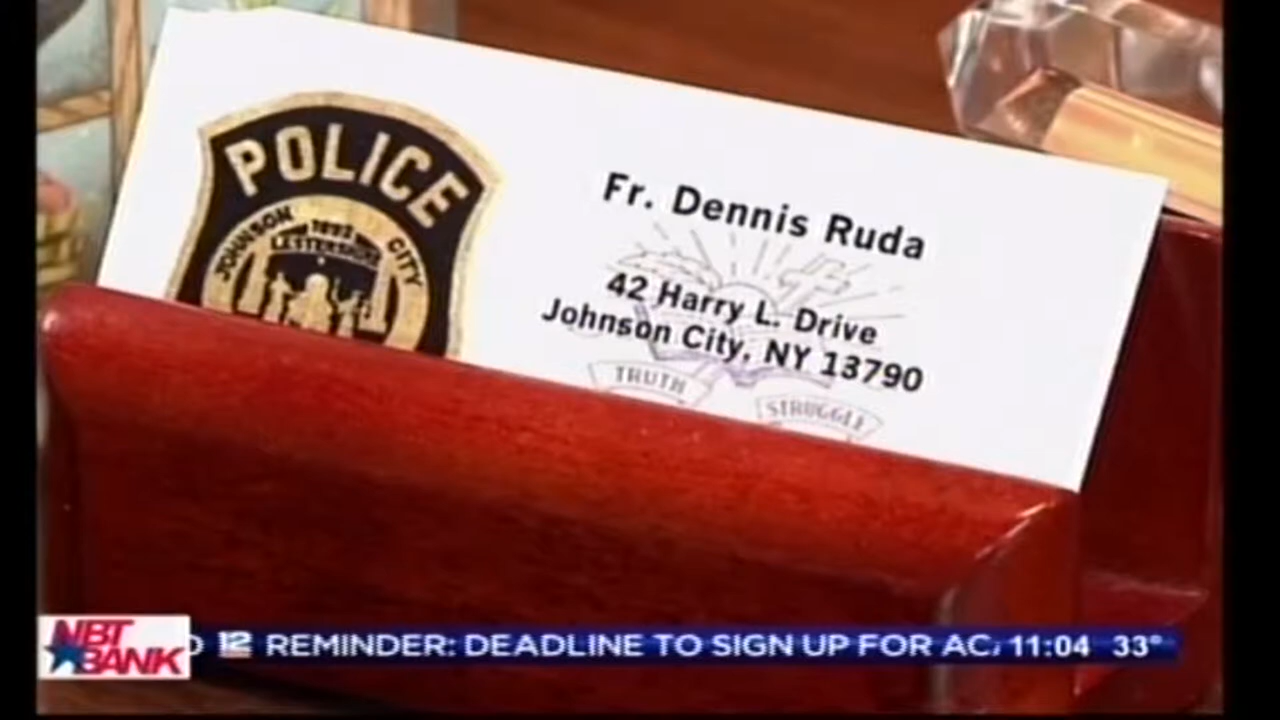 POLICE
JOHNSON CITY
1892
Fr. Dennis Ruda
42 Harry L. Drive
Johnson City, NY 13790
TRUTH
STRUGGLE
NBT
BANK
12 REMINDER: DEADLINE TO SIGN UP FOR AC
11:04 33°